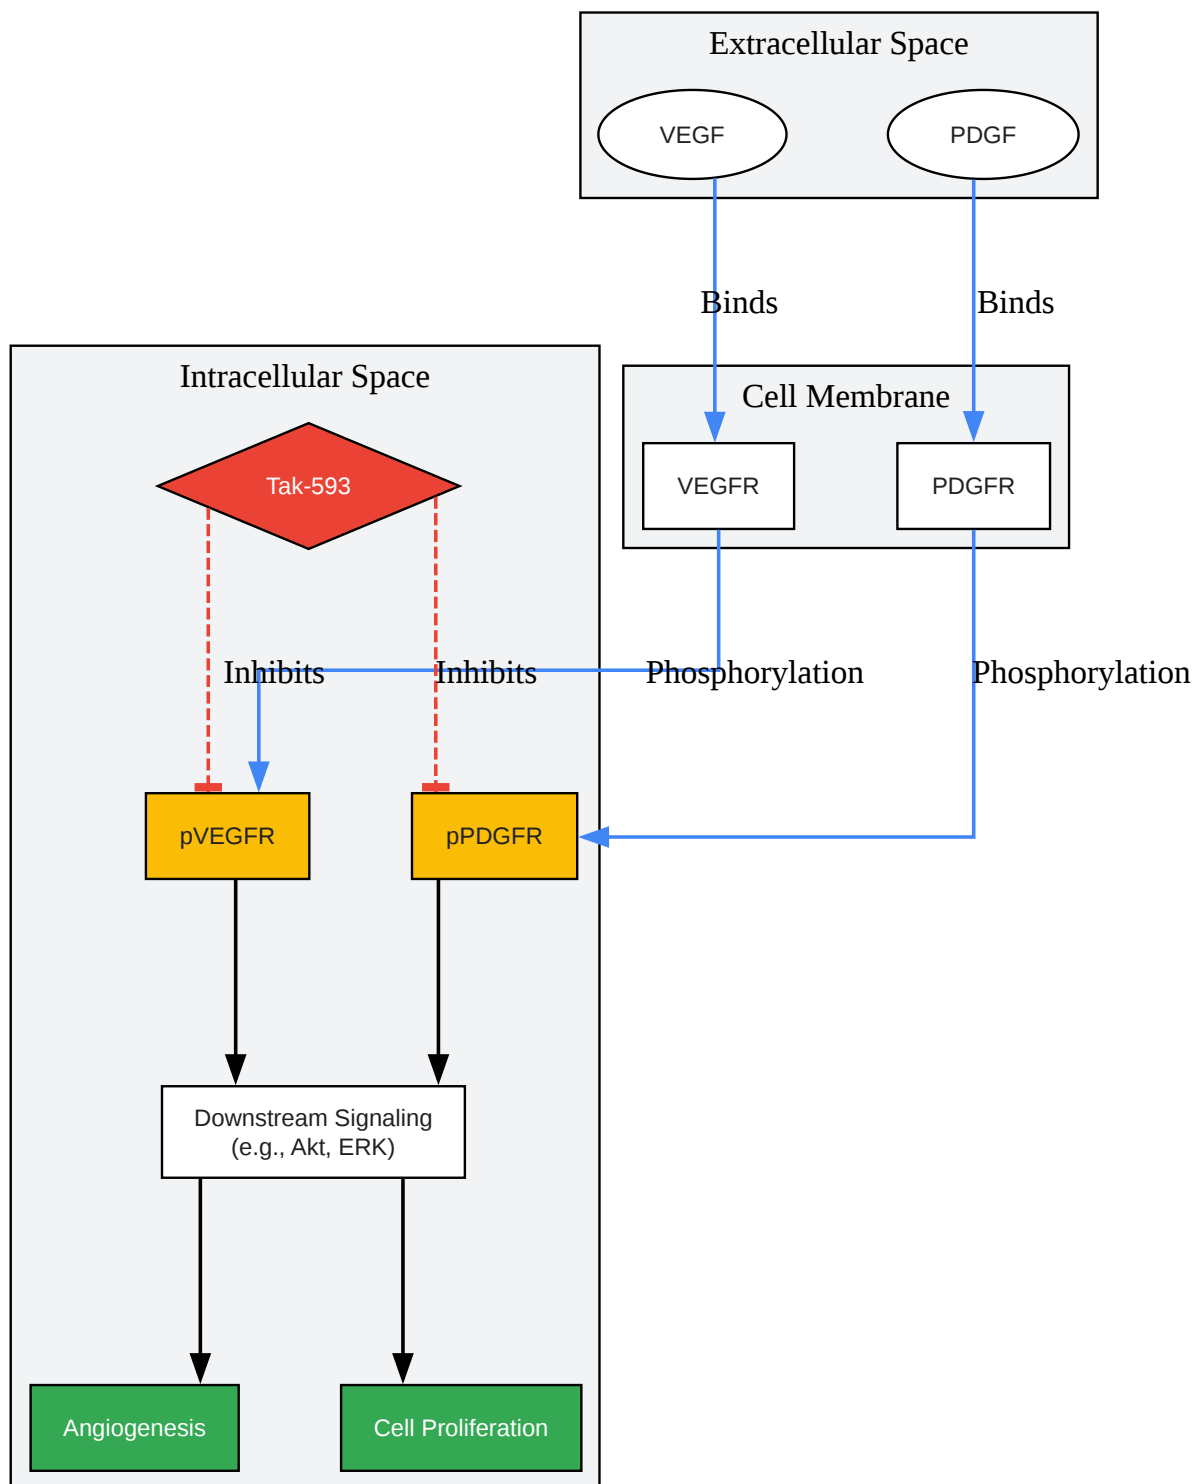 Extracellular Space
VEGF
PDGF
Binds
Binds
Intracellular Space
Cell Membrane
Tak-593
VEGFR
PDGFR
Inhibits
Inhibits
Phosphorylation
Phosphorylation
pVEGFR
pPDGFR
Downstream Signaling
(e.g., Akt, ERK)
Angiogenesis
Cell Proliferation